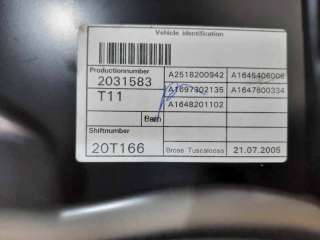 Vehicle identification
Productionnumber
2031583
T11
A2518200942 A1645406006
A1697302135 A1647800334
A1648201102
Shiftnumber
20T166
Brose Tuscaloosa 21.07.2005